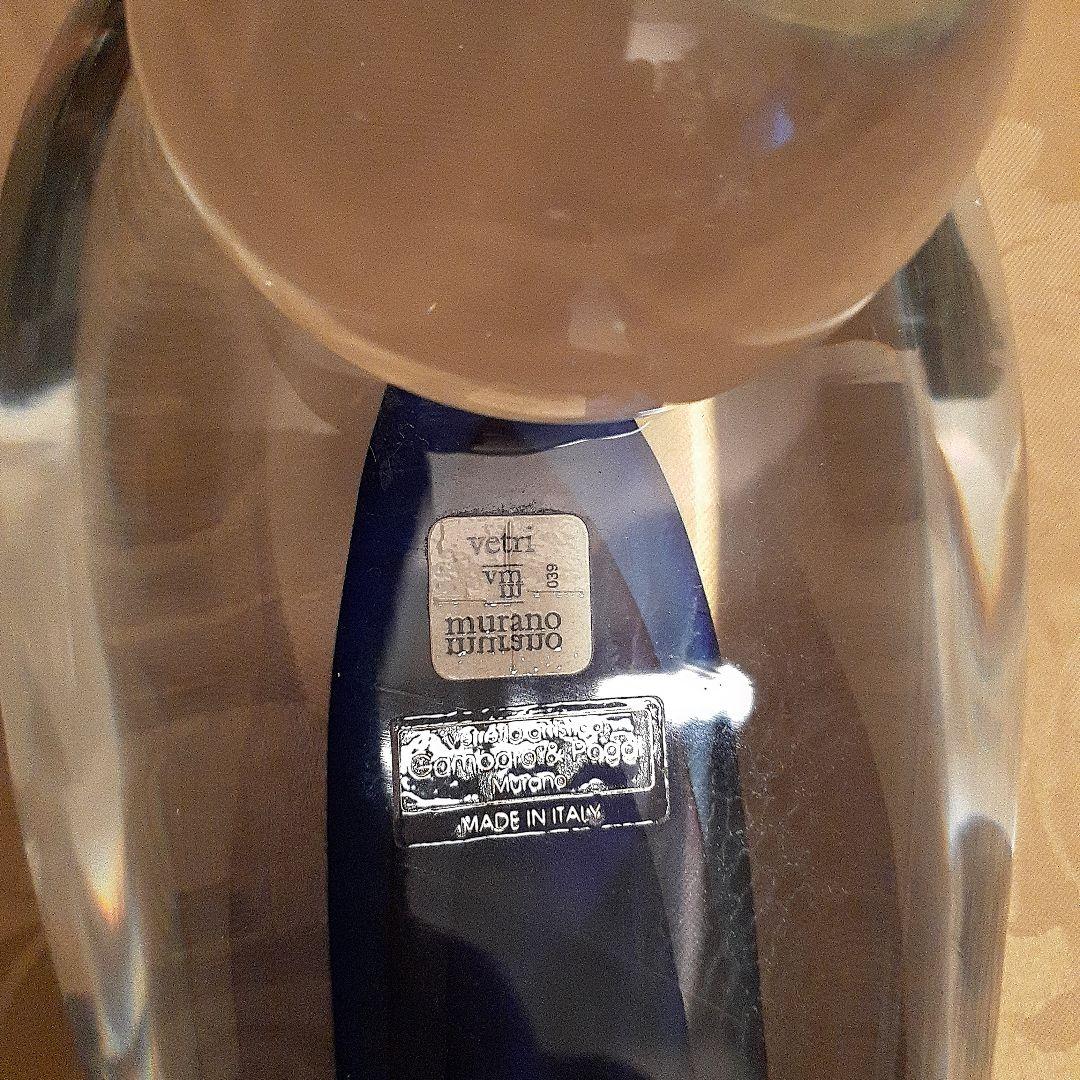 vetri
vm
039
murano
Gambaro & Poggi
Murano
MADE IN ITALY